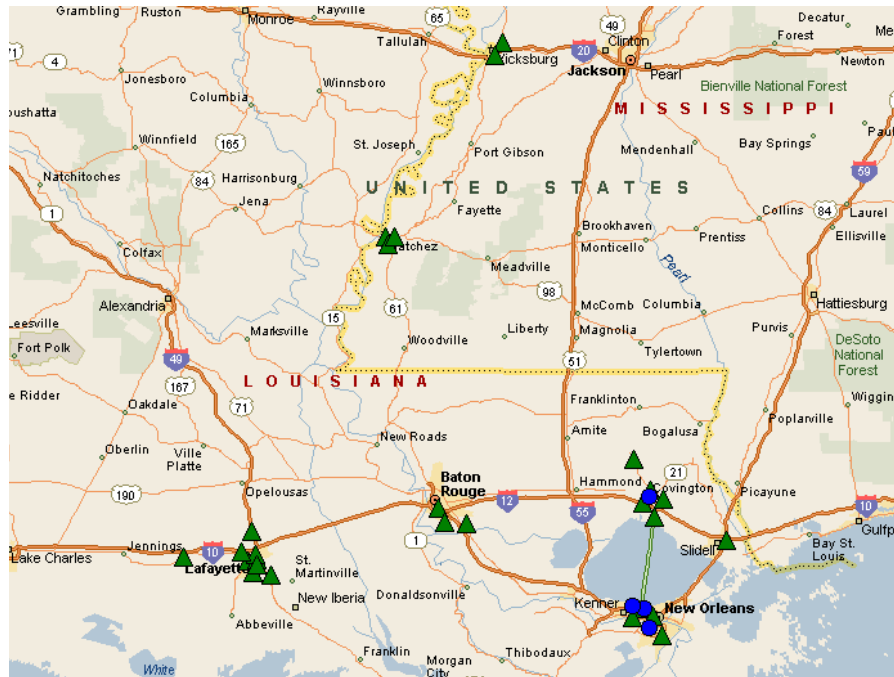 Grambling
Ruston
Monroe
Rayville
65
Tallulah
49
Clinton
Decatur
Forest
Newton
20
Vicksburg
Jackson
Pearl
4
Jonesboro
Winnsboro
Columbia
Bienville National Forest
MISSISSIPPI
oushatta
Winnfield
165
St. Joseph
Port Gibson
Mendenhall
Bay Springs
59
Natchitoches
84
Harrisonburg
UNITED STATES
1
Jena
Fayette
Collins
84
Laurel
Ellisville
Colfax
Natchez
Brookhaven
Monticello
Prentiss
Meadville
Pearl
98
Alexandria
15
61
McComb
Columbia
Hattiesburg
eesville
Marksville
Woodville
Liberty
Magnolia
Purvis
Fort Polk
49
51
Tylertown
DeSoto
National
Forest
167
LOUISIANA
e Ridder
Oakdale
71
Franklinton
Wiggin
Poplarville
Oberlin
Ville
Platte
New Roads
Amite
Bogalusa
Baton
Rouge
Hammond
21
Covington
Picayune
190
Opelousas
12
55
10
Gulfp
Jennings
10
1
Slidell
Bay St.
Louis
Lake Charles
Lafayette
St.
Martinville
Donaldsonville
Kenner
New Orleans
New Iberia
Abbeville
Franklin
Morgan
City
Thibodaux
White